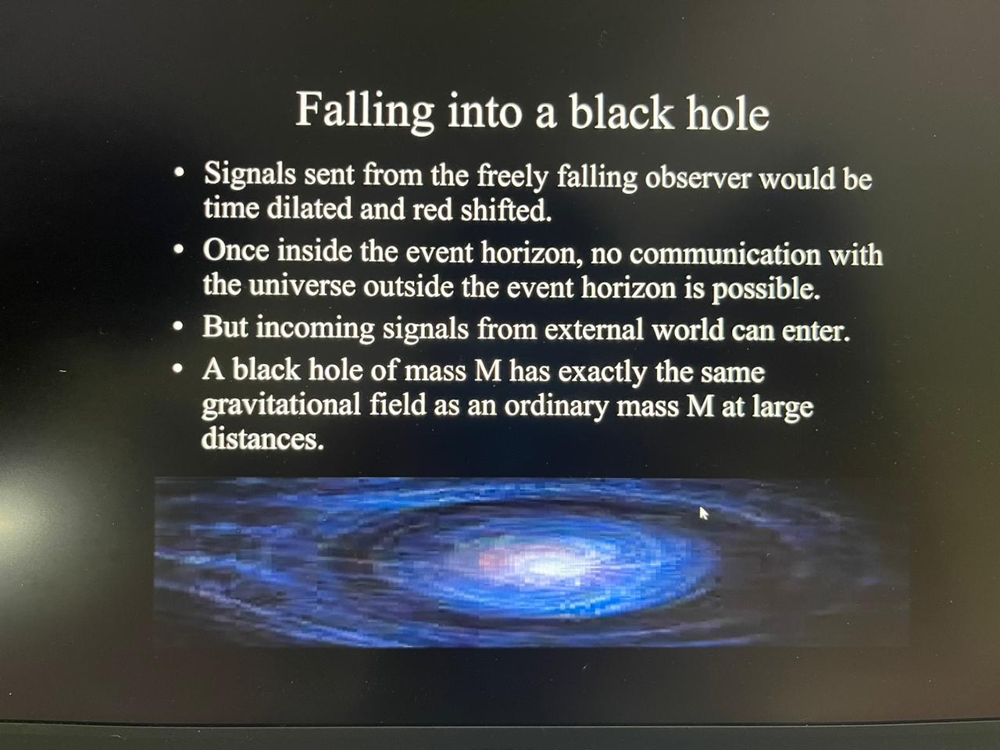 Falling into a black hole
• Signals sent from the freely falling observer would be
time dilated and red shifted.
• Once inside the event horizon, no communication with
the universe outside the event horizon is possible.
• But incoming signals from external world can enter.
• A black hole of mass M has exactly the same
gravitational field as an ordinary mass M at large
distances.